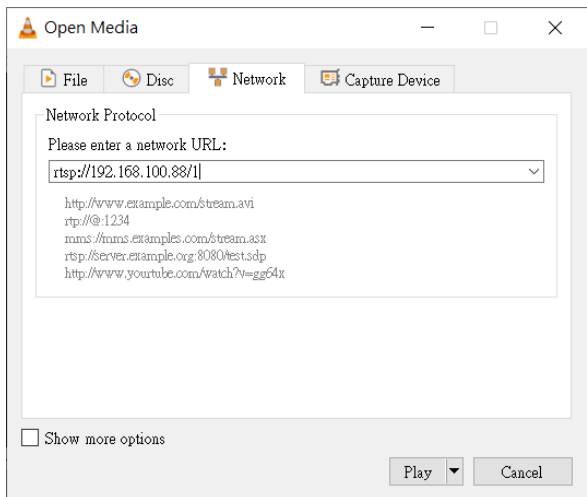 Open Media
File Disc Network Capture Device
Network Protocol
Please enter a network URL:
rtsp://192.168.100.88/1
http://www.example.com/stream.avi
rtp://@:1234
mms://mms.examples.com/stream.asx
rtsp://server.example.org:8080/test.sdp
http://www.yourtube.com/watch?v=gg64x
Show more options
Play Cancel